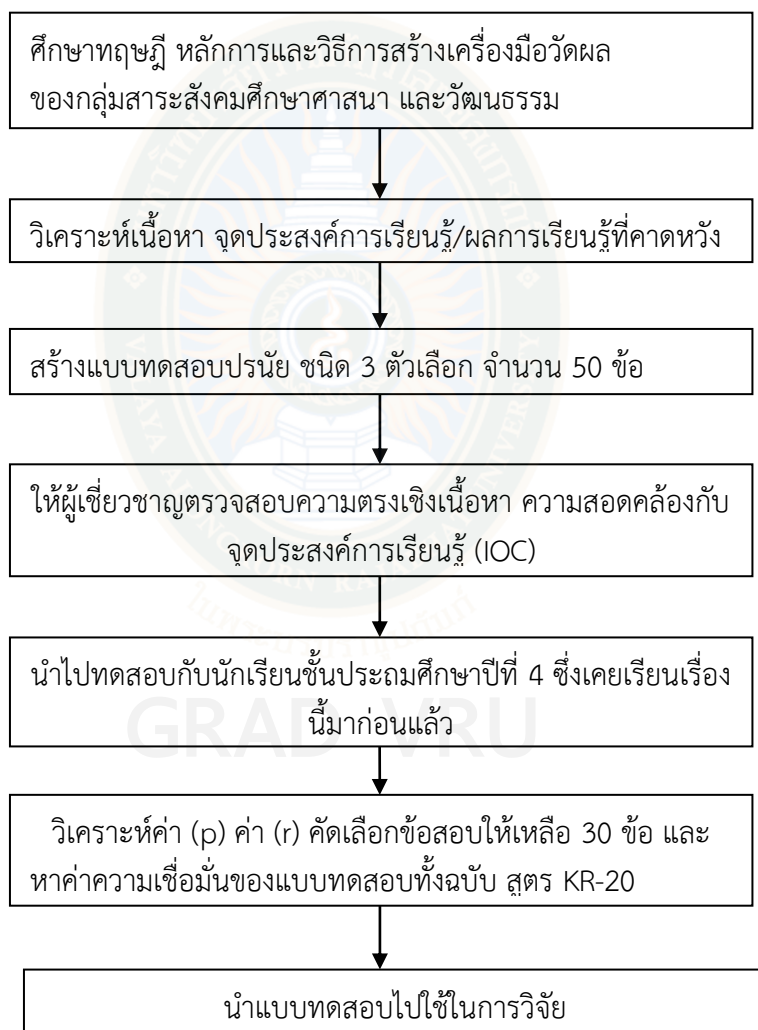 ศึกษาทฤษฎี หลักการและวิธีการสร้างเครื่องมือวัดผล
ของกลุ่มสาระสังคมศึกษาศาสนา และวัฒนธรรม
วิเคราะห์เนื้อหา จุดประสงค์การเรียนรู้/ผลการเรียนรู้ที่คาดหวัง
สร้างแบบทดสอบปรนัย ชนิด 3 ตัวเลือก จำนวน 50 ข้อ
ให้ผู้เชี่ยวชาญตรวจสอบความตรงเชิงเนื้อหา ความสอดคล้องกับ
จุดประสงค์การเรียนรู้ (IOC)
นำไปทดสอบกับนักเรียนชั้นประถมศึกษาปีที่ 4 ซึ่งเคยเรียนเรื่อง
นี้มาก่อนแล้ว
GRAD VRU
วิเคราะห์ค่า (p) ค่า (r) คัดเลือกข้อสอบให้เหลือ 30 ข้อ และ
หาค่าความเชื่อมั่นของแบบทดสอบทั้งฉบับ สูตร KR-20
นำแบบทดสอบไปใช้ในการวิจัย